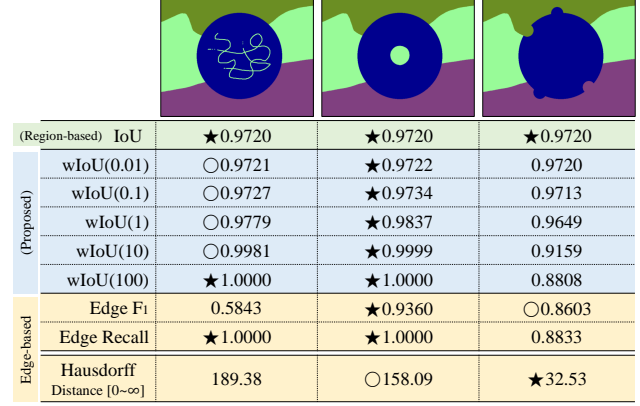 (Region-based) IoU ★0.9720 ★0.9720 ★0.9720
(Proposed)
wIoU(0.01) ○0.9721 ★0.9722 0.9720
wIoU(0.1) ○0.9727 ★0.9734 0.9713
wIoU(1) ○0.9779 ★0.9837 0.9649
wIoU(10) ○0.9981 ★0.9999 0.9159
wIoU(100) ★1.0000 ★1.0000 0.8808
Edge-based
Edge F₁ 0.5843 ★0.9360 ○0.8603
Edge Recall ★1.0000 ★1.0000 0.8833
Hausdorff
Distance [0~∞] 189.38 ○158.09 ★32.53